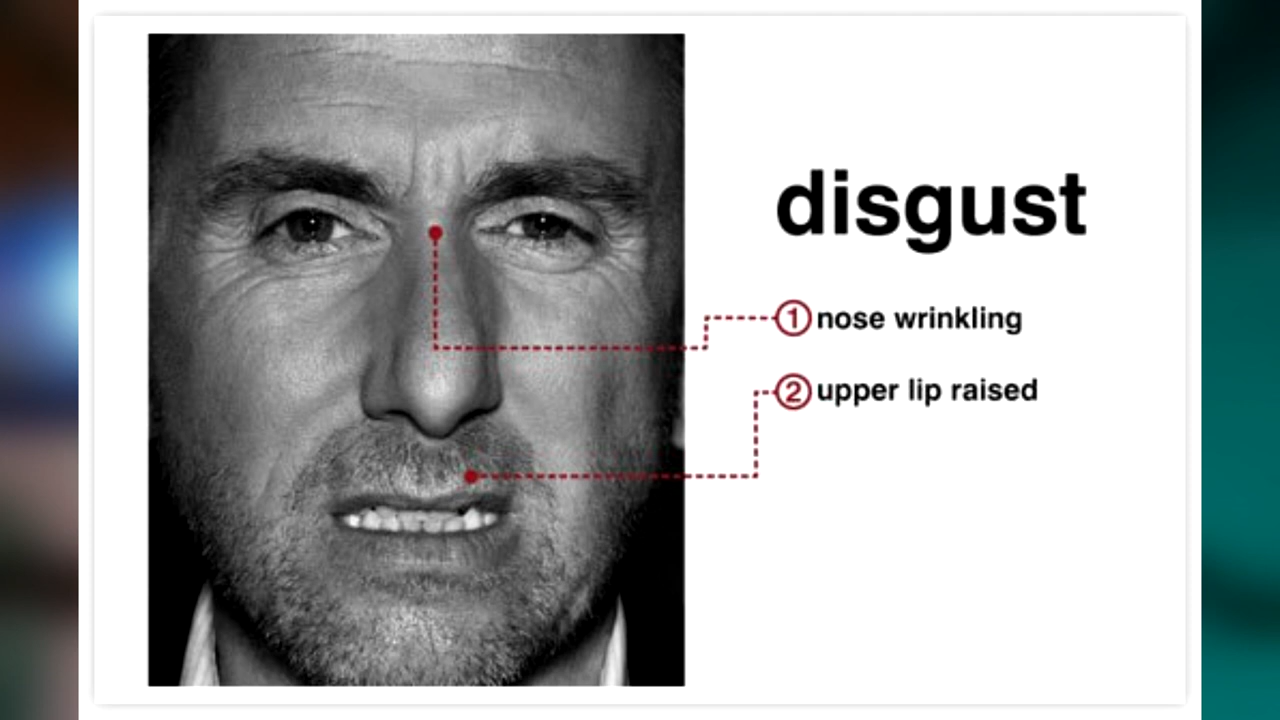 disgust
1 nose wrinkling
2 upper lip raised